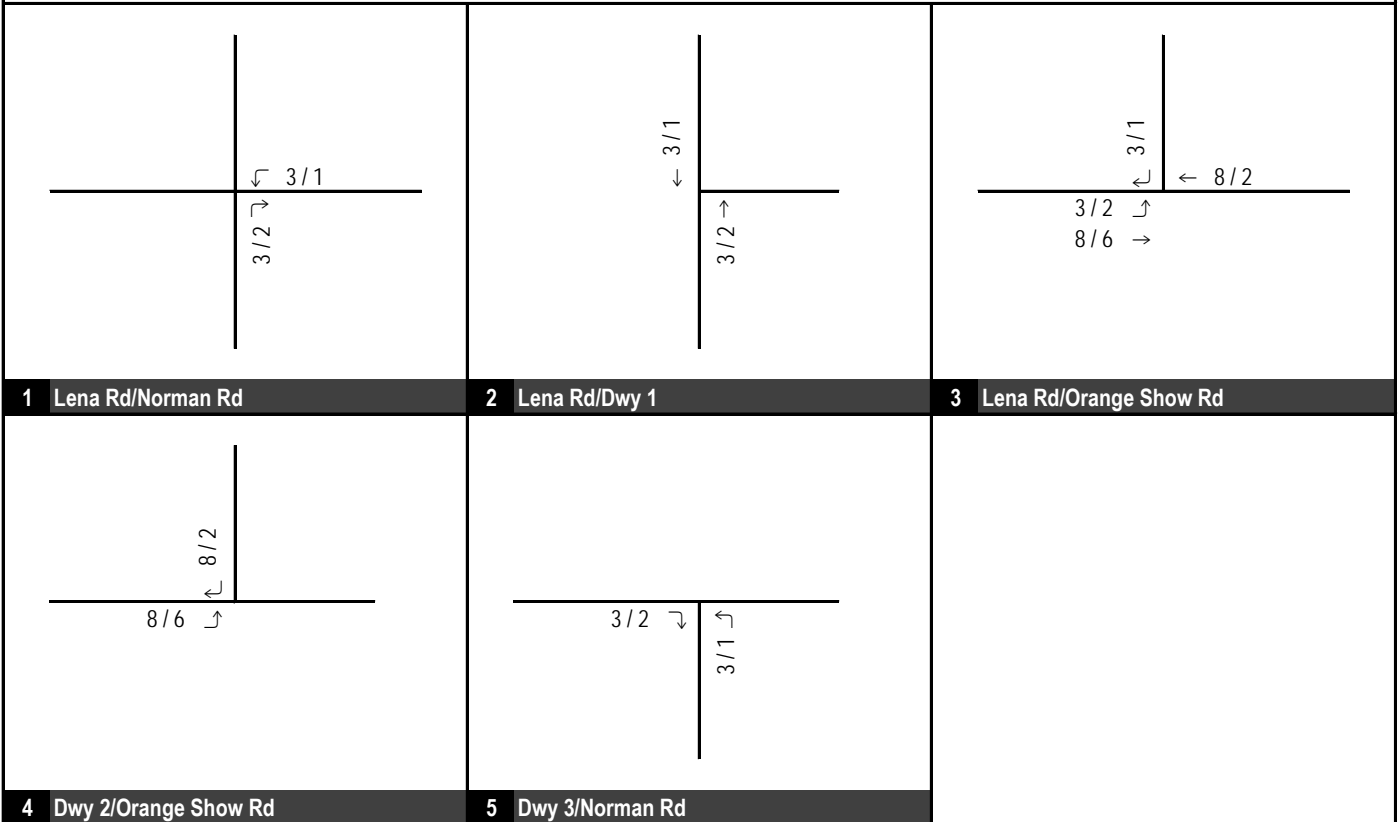 3 / 1
3 / 2
1 Lena Rd/Norman Rd
3 / 1
3 / 2
2 Lena Rd/Dwy 1
3 / 1
8 / 2
3 / 2
8 / 6
3 Lena Rd/Orange Show Rd
8 / 2
8 / 6
4 Dwy 2/Orange Show Rd
3 / 2
3 / 1
5 Dwy 3/Norman Rd